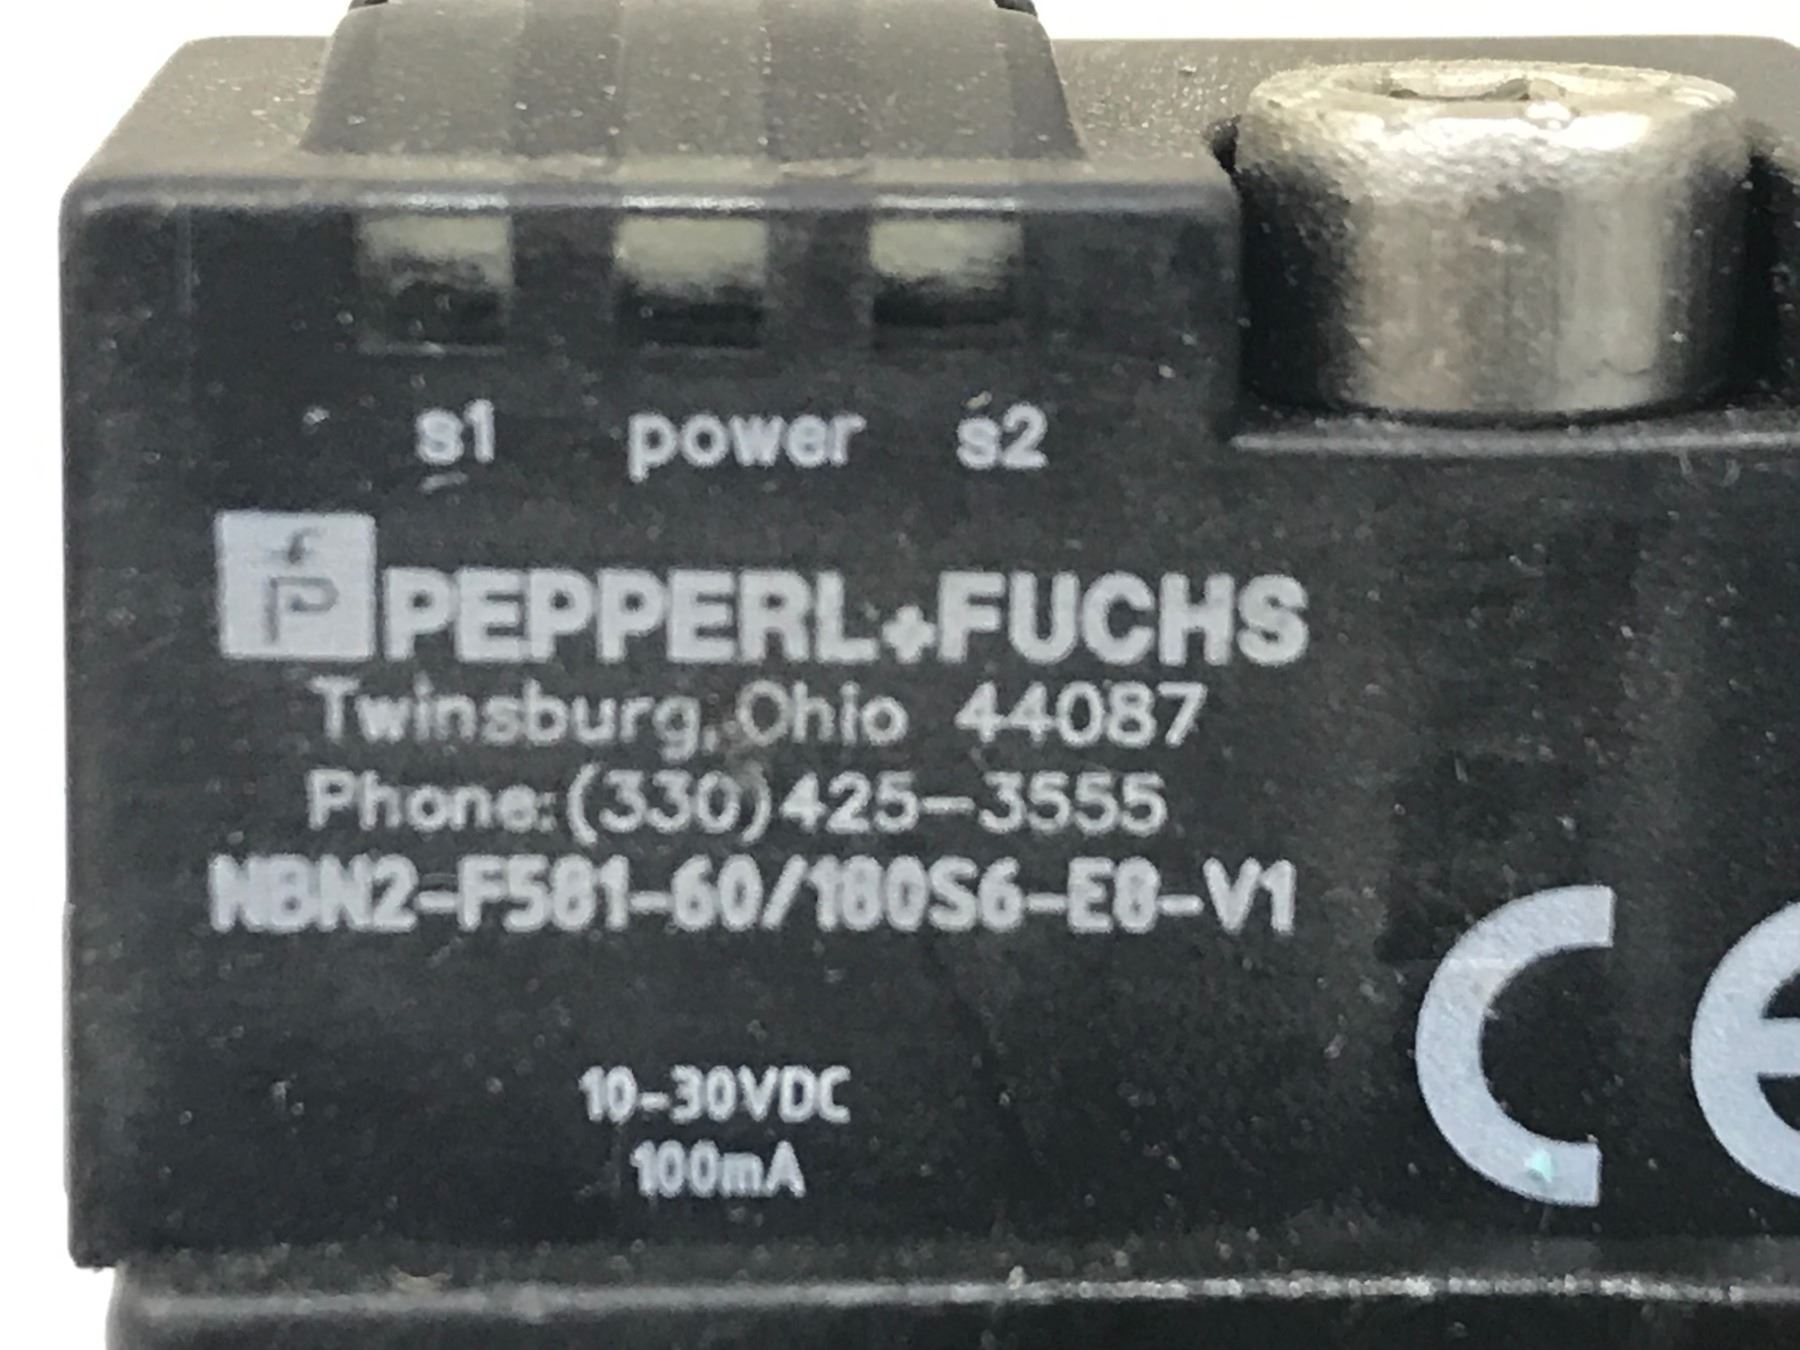 s1 power s2
PEPPERL+FUCHS
Twinsburg, Ohio 44087
Phone:(330)425-3555
NBN2-F581-60/180S6-E8-V1
10-30VDC
100mA
CE